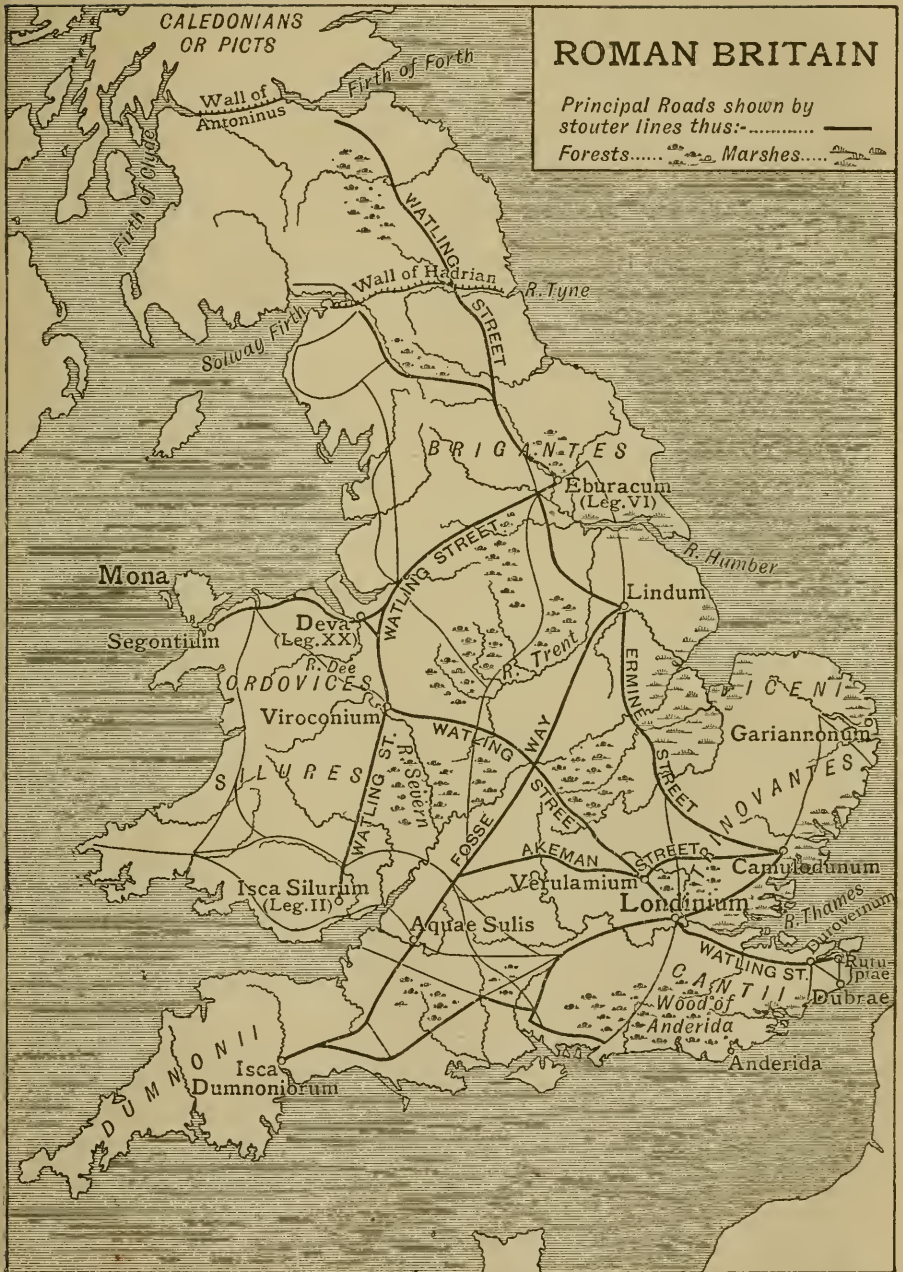 CALEDONIANS
OR PICTS
ROMAN BRITAIN
Principal Roads shown by
stouter lines thus:-............
Forests...... Marshes.....
Firth of Forth
Wall of
Antoninus
Firth of Clyde
WATLING
STREET
Wall of Hadrian
R. Tyne
Solway Firth
BRIGANTES
Eburacum
(Leg. VI)
R. Humber
WATLING STREET
Mona
Segontium
Deva
(Leg. XX)
Lindum
R. Dee
R. Trent
ORDOVICES
Viroconium
ERMINE
STREET
ICENI
Gariannonum
WATLING
STREET
FOSSE WAY
SILURES
WATLING ST.
R. Severn
TINOVANTES
AKEMAN
STREET
Verulamium
Camulodunum
Isca Silurum
(Leg. II)
Londinium
R. Thames
Aquae Sulis
Durovernum
WATLING ST.
Rutu-
piae
Dubrae
CANTII
Wood of
Anderida
Anderida
DUMNONII
Isca
Dumnoniorum